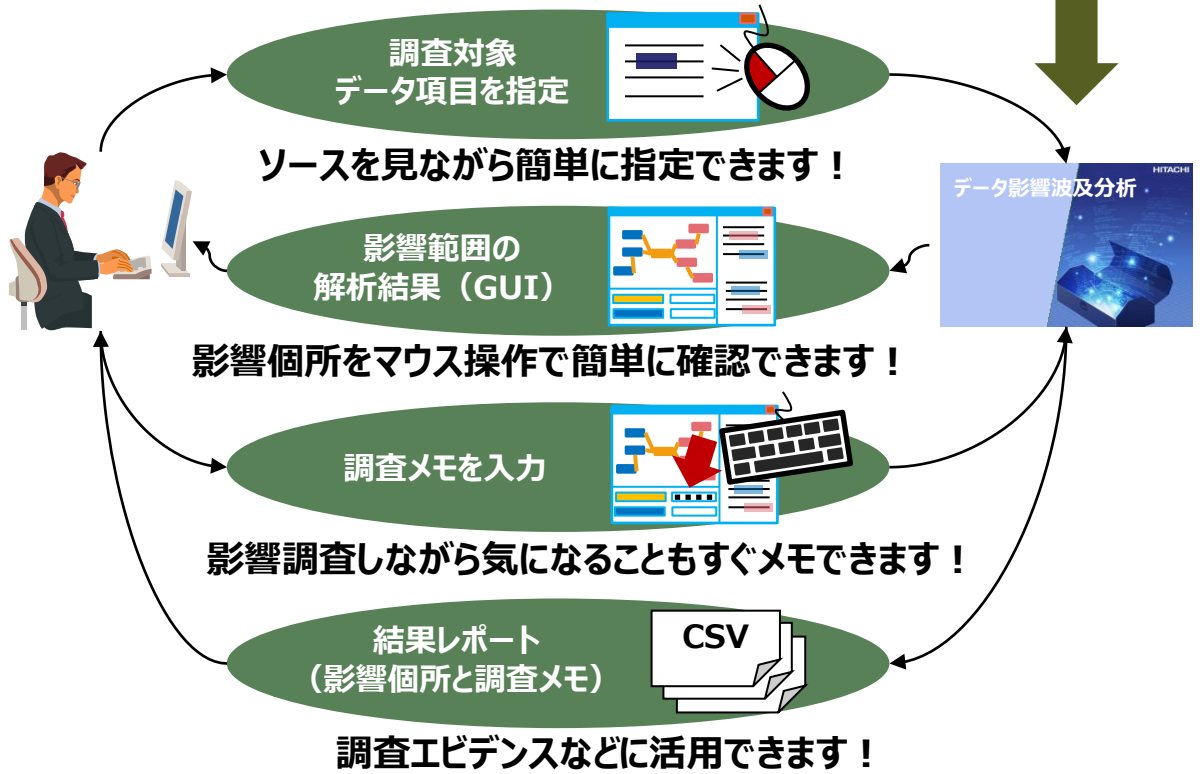 調査対象
データ項目を指定
ソースを見ながら簡単に指定できます！
HITACHI
データ影響波及分析
影響範囲の
解析結果（GUI）
影響個所をマウス操作で簡単に確認できます！
調査メモを入力
影響調査しながら気になることもすぐメモできます！
結果レポート
（影響個所と調査メモ）
CSV
調査エビデンスなどに活用できます！